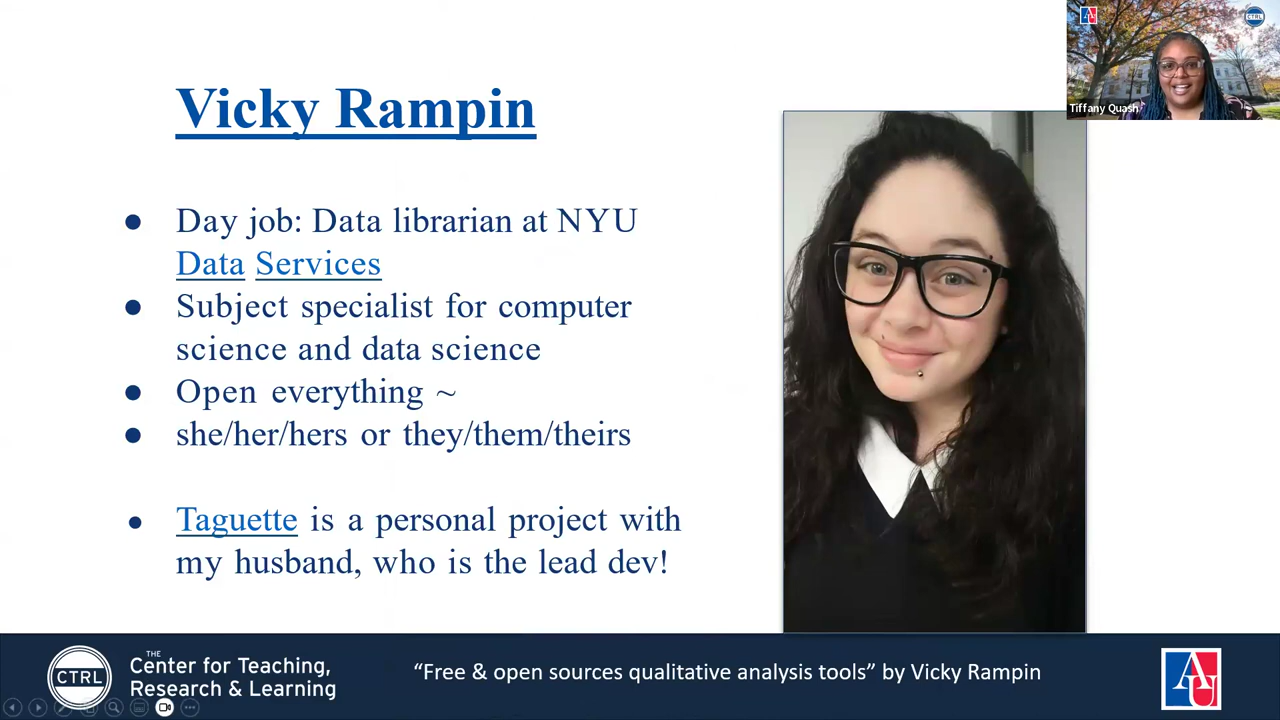 Vicky Rampin
Tiffany Quash
● Day job: Data librarian at NYU
Data Services
● Subject specialist for computer
science and data science
● Open everything ~
● she/her/hers or they/them/theirs
● Taguette is a personal project with
my husband, who is the lead dev!
CTRL
THE
Center for Teaching,
Research & Learning
“Free & open sources qualitative analysis tools” by Vicky Rampin
AU